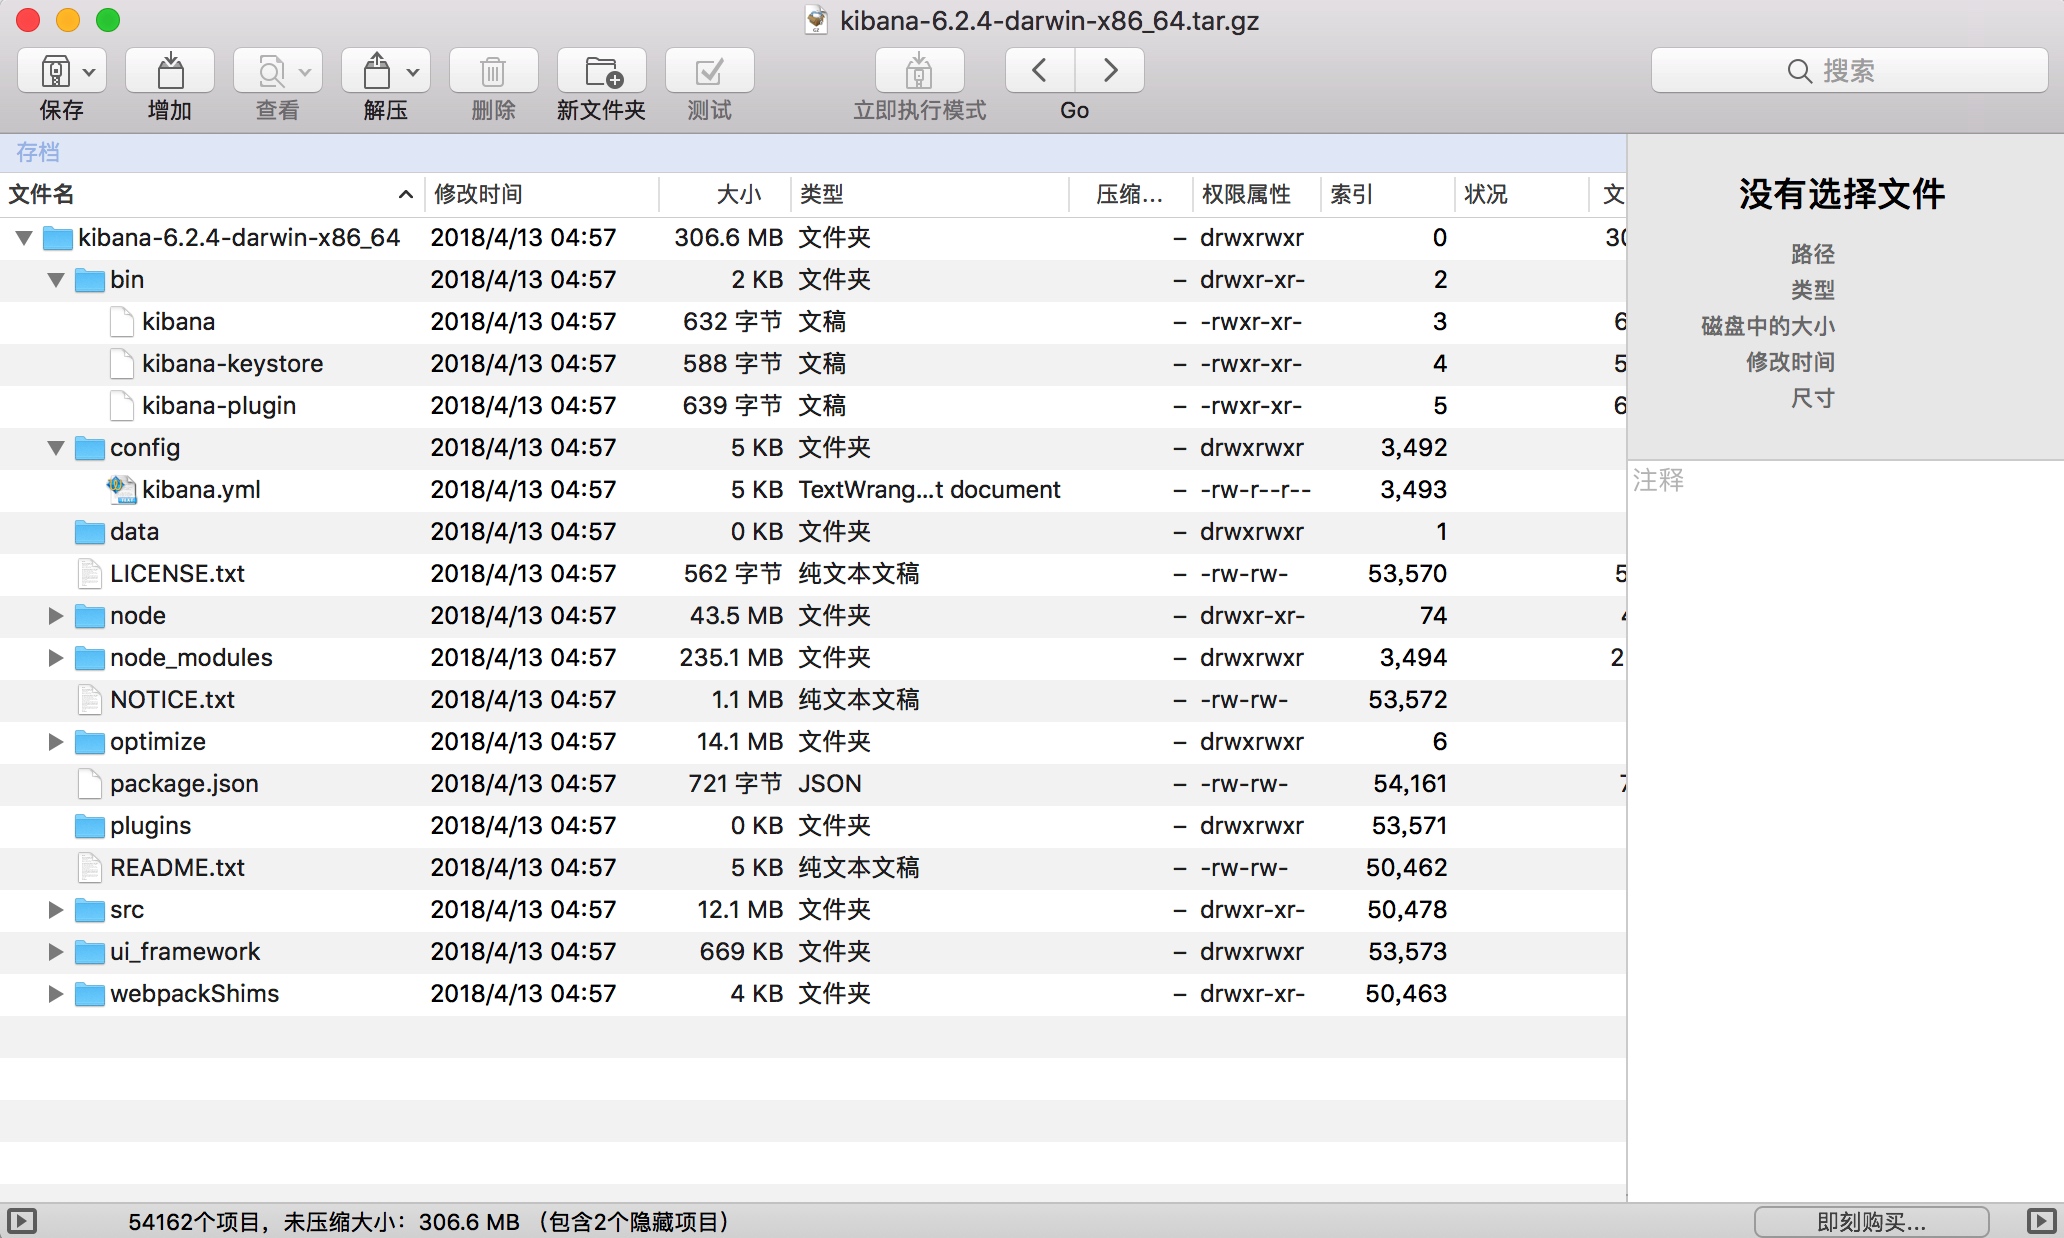 kibana-6.2.4-darwin-x86_64.tar.gz
保存 增加 查看 解压 删除 新文件夹 测试 立即执行模式 Go 搜索
存档
文件名 修改时间 大小 类型 压缩... 权限属性 索引 状况 文
kibana-6.2.4-darwin-x86_64 2018/4/13 04:57 306.6 MB 文件夹 – drwxrwxr 0
bin 2018/4/13 04:57 2 KB 文件夹 – drwxr-xr- 2
kibana 2018/4/13 04:57 632 字节 文稿 – -rwxr-xr- 3 6
kibana-keystore 2018/4/13 04:57 588 字节 文稿 – -rwxr-xr- 4 5
kibana-plugin 2018/4/13 04:57 639 字节 文稿 – -rwxr-xr- 5 6
config 2018/4/13 04:57 5 KB 文件夹 – drwxrwxr 3,492
kibana.yml 2018/4/13 04:57 5 KB TextWrang...t document – -rw-r--r-- 3,493
data 2018/4/13 04:57 0 KB 文件夹 – drwxrwxr 1
LICENSE.txt 2018/4/13 04:57 562 字节 纯文本文稿 – -rw-rw- 53,570 5
node 2018/4/13 04:57 43.5 MB 文件夹 – drwxr-xr- 74
node_modules 2018/4/13 04:57 235.1 MB 文件夹 – drwxrwxr 3,494 2
NOTICE.txt 2018/4/13 04:57 1.1 MB 纯文本文稿 – -rw-rw- 53,572
optimize 2018/4/13 04:57 14.1 MB 文件夹 – drwxrwxr 6
package.json 2018/4/13 04:57 721 字节 JSON – -rw-rw- 54,161
plugins 2018/4/13 04:57 0 KB 文件夹 – drwxrwxr 53,571
README.txt 2018/4/13 04:57 5 KB 纯文本文稿 – -rw-rw- 50,462
src 2018/4/13 04:57 12.1 MB 文件夹 – drwxr-xr- 50,478
ui_framework 2018/4/13 04:57 669 KB 文件夹 – drwxrwxr 53,573
webpackShims 2018/4/13 04:57 4 KB 文件夹 – drwxr-xr- 50,463
没有选择文件
路径
类型
磁盘中的大小
修改时间
尺寸
注释
54162个项目，未压缩大小：306.6 MB （包含2个隐藏项目）
即刻购买...